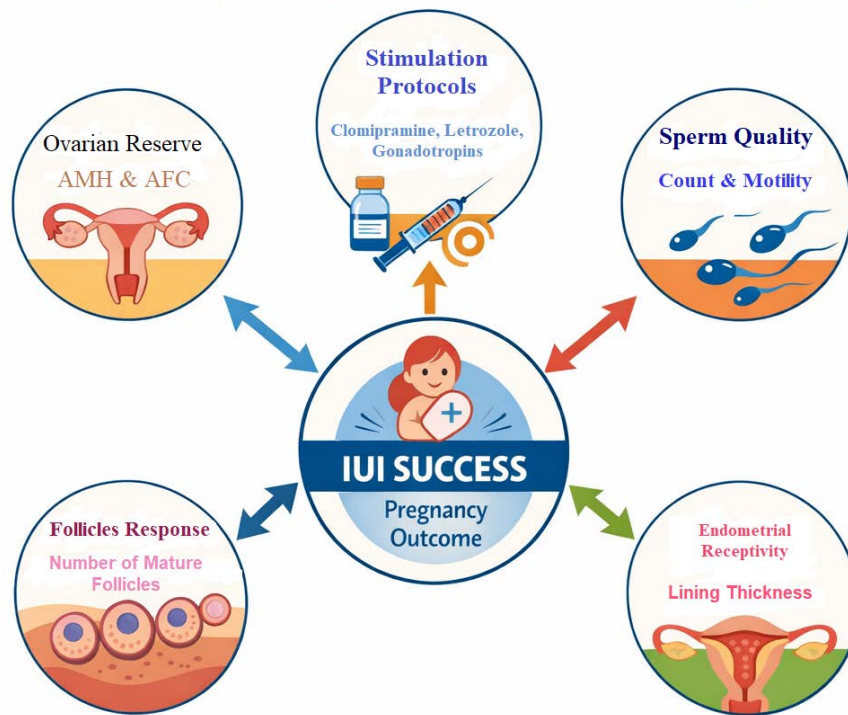 Stimulation
Protocols
Clomipramine, Letrozole,
Gonadotropins
Ovarian Reserve
AMH & AFC
Sperm Quality
Count & Motility
IUI SUCCESS
Pregnancy
Outcome
Follicles Response
Number of Mature
Follicles
Endometrial
Receptivity
Lining Thickness